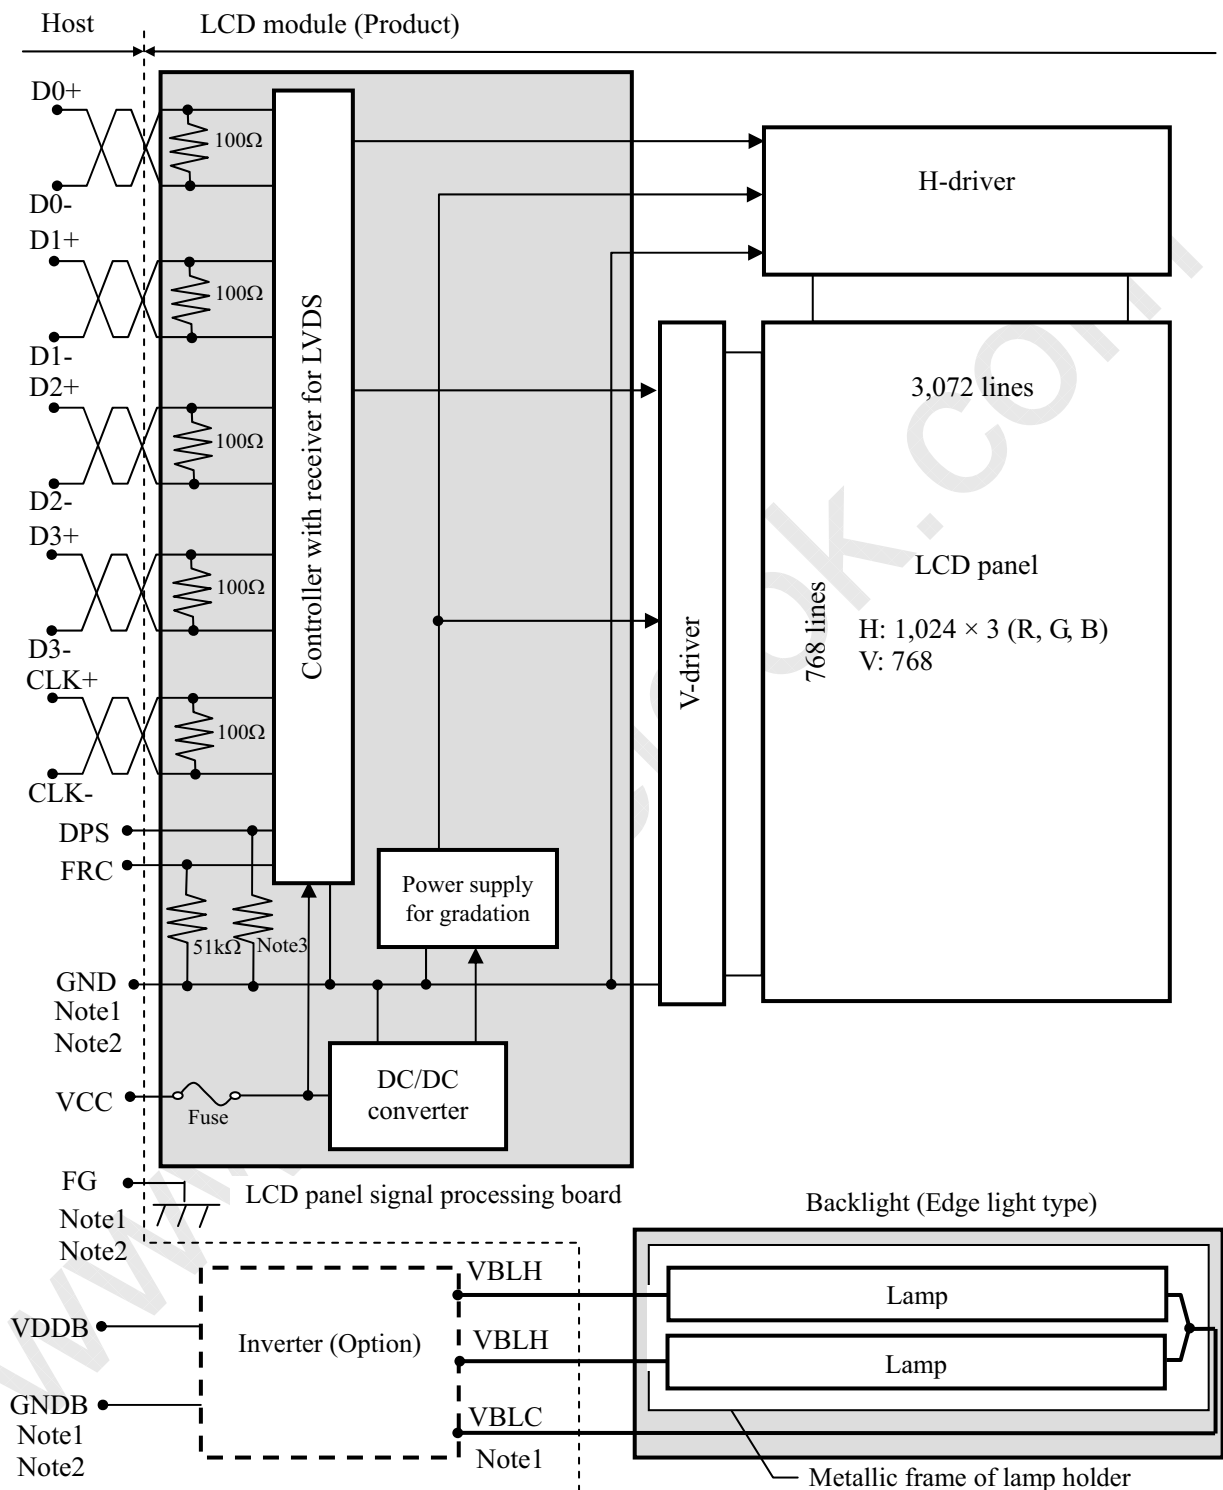 Host
LCD module (Product)
D0+
100Ω
D0-
D1+
100Ω
D1-
D2+
100Ω
D2-
D3+
100Ω
D3-
CLK+
100Ω
CLK-
DPS
FRC
51kΩ
Note3
GND
Note1
Note2
VCC
Fuse
FG
Note1
Note2
Controller with receiver for LVDS
Power supply
for gradation
DC/DC
converter
LCD panel signal processing board
H-driver
V-driver
3,072 lines
768 lines
LCD panel
H: 1,024 × 3 (R, G, B)
V: 768
Backlight (Edge light type)
VDDB
GNDB
Note1
Note2
Inverter (Option)
VBLH
VBLH
VBLC
Note1
Lamp
Lamp
Metallic frame of lamp holder